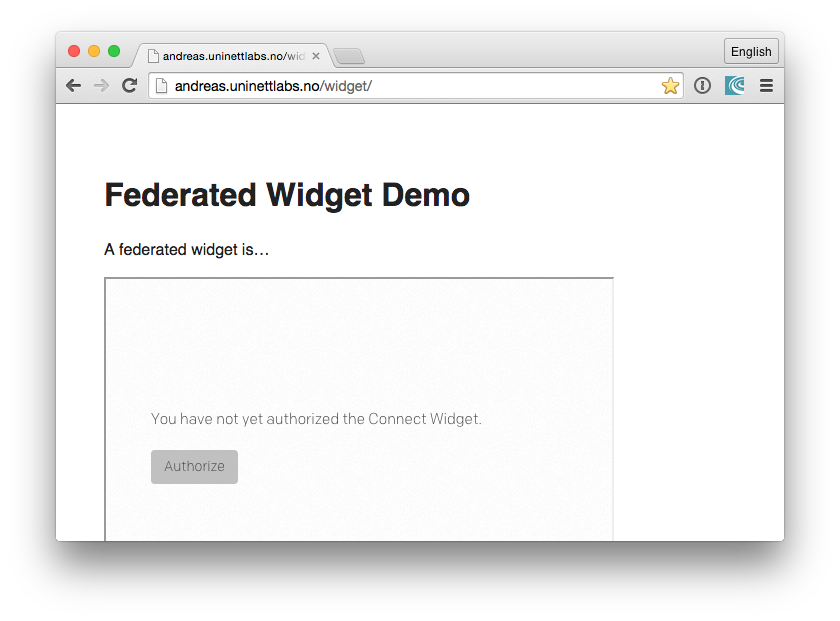 andreas.uninettlabs.no/wid
English
andreas.uninettlabs.no/widget/
Federated Widget Demo
A federated widget is…
You have not yet authorized the Connect Widget.
Authorize